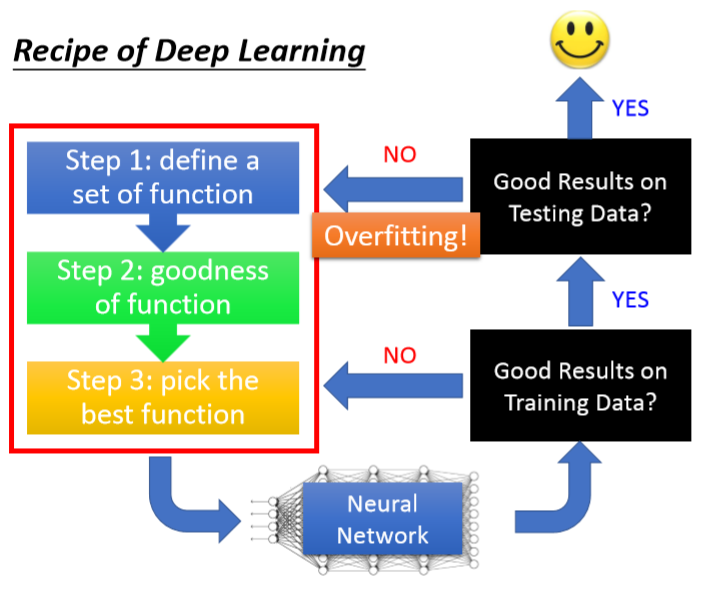 Recipe of Deep Learning
YES
Step 1: define a
set of function
NO
Good Results on
Testing Data?
Overfitting!
Step 2: goodness
of function
YES
NO
Good Results on
Training Data?
Step 3: pick the
best function
Neural
Network